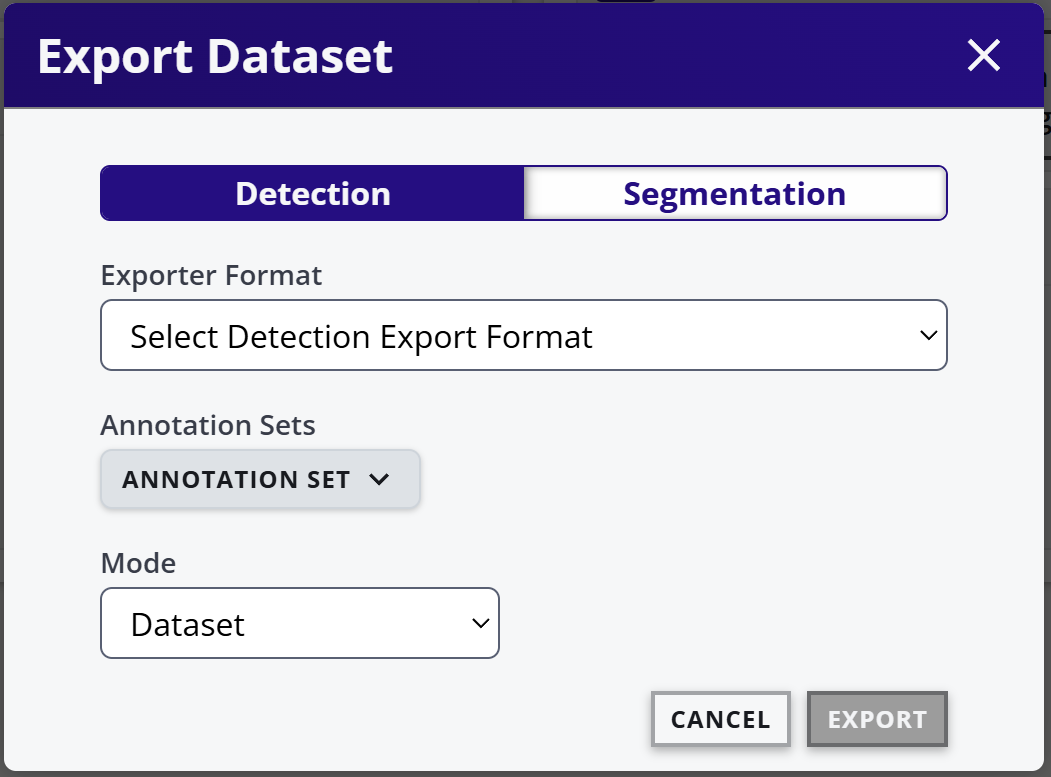 Export Dataset
Detection
Segmentation
Exporter Format
Select Detection Export Format
Annotation Sets
ANNOTATION SET
Mode
Dataset
CANCEL
EXPORT